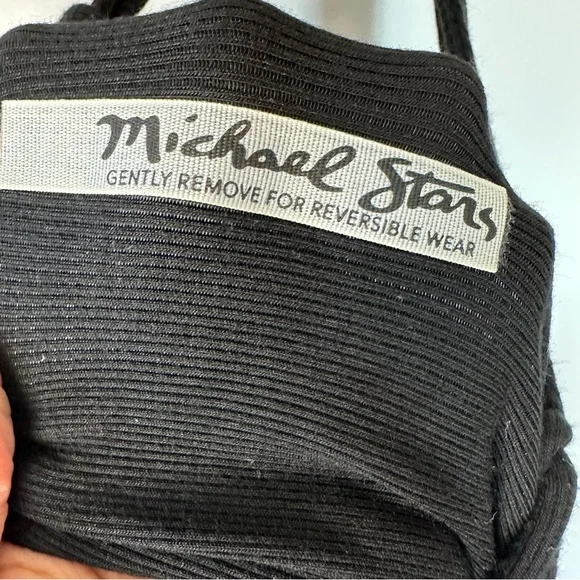 Michael Stars
GENTLY REMOVE FOR REVERSIBLE WEAR